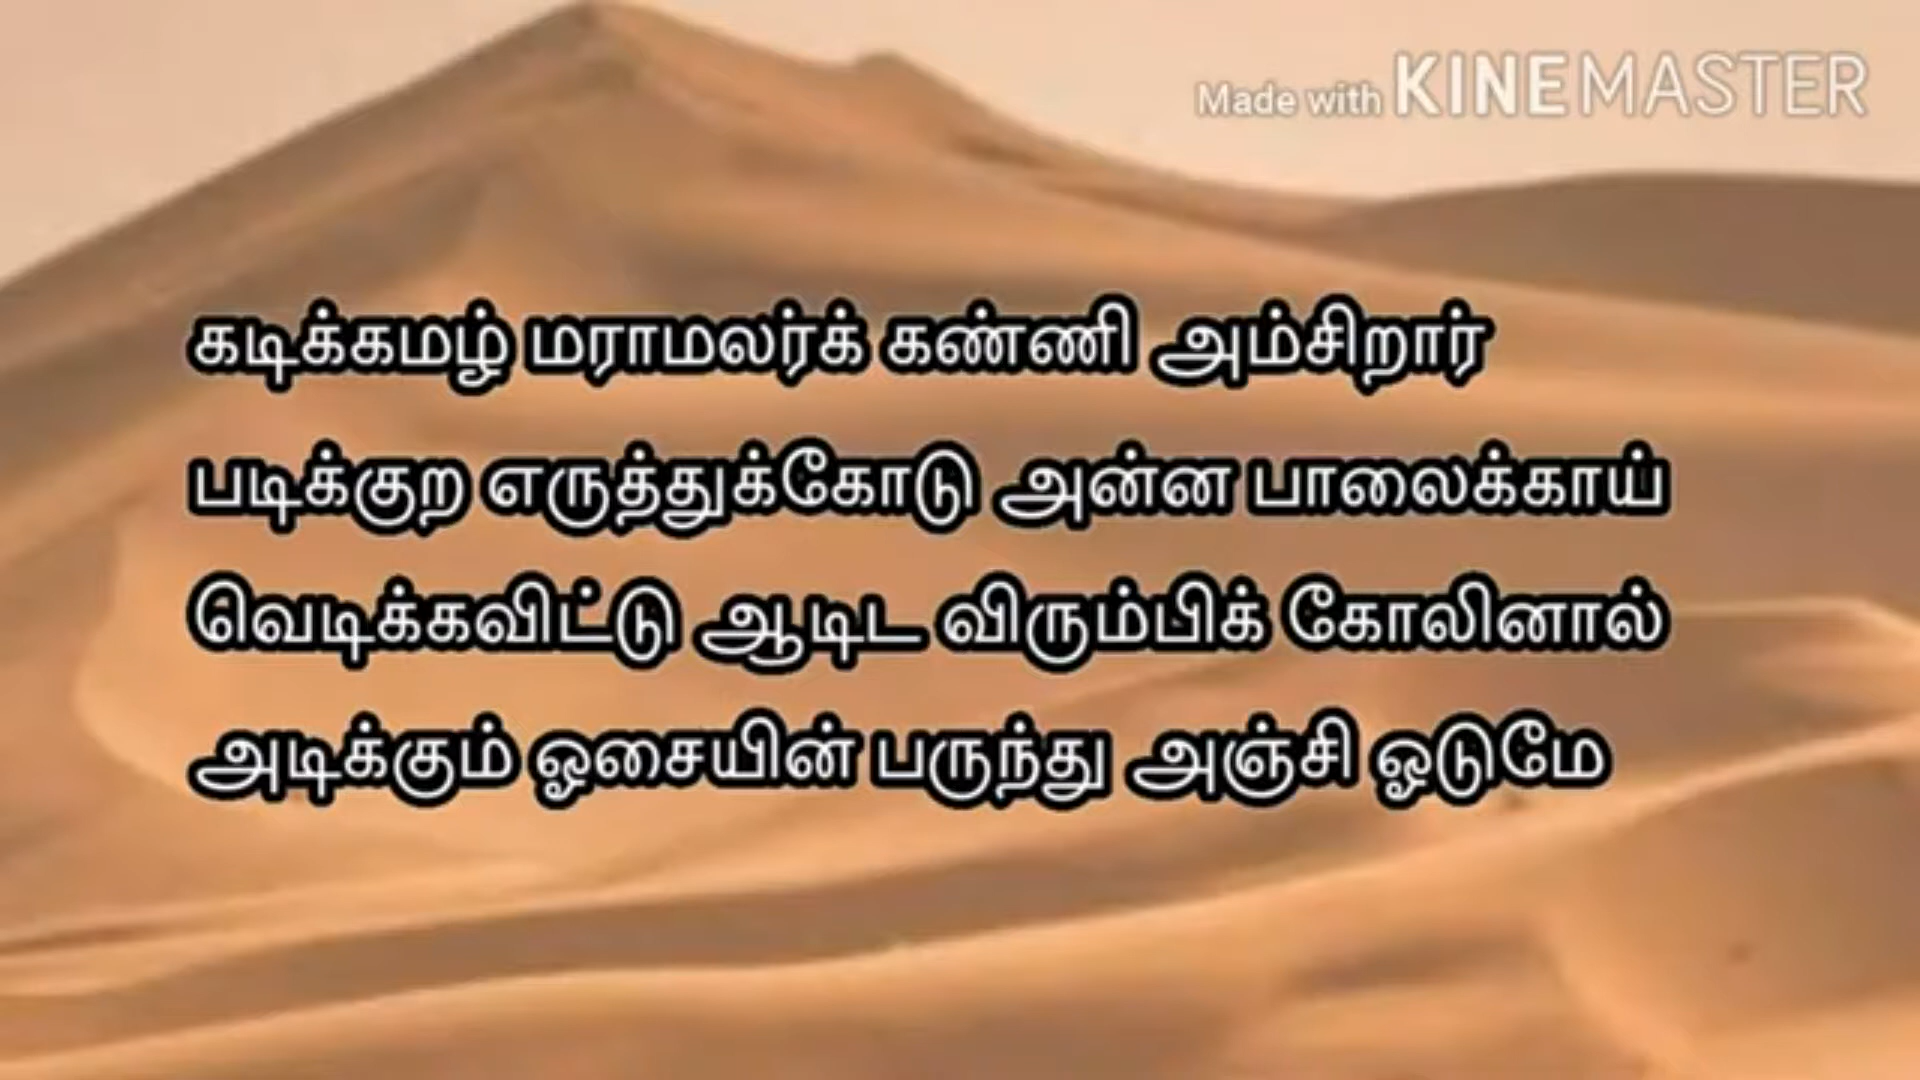 Made with KINEMASTER
கடிக்கமழ் மராமலர்க் கண்ணி அம்சிறார்
படிக்குற எருத்துக்கோடு அன்ன பாலைக்காய்
வெடிக்கவிட்டு ஆடிட விரும்பிக் கோலினால்
அடிக்கும் ஓசையின் பருந்து அஞ்சி ஓடுமே